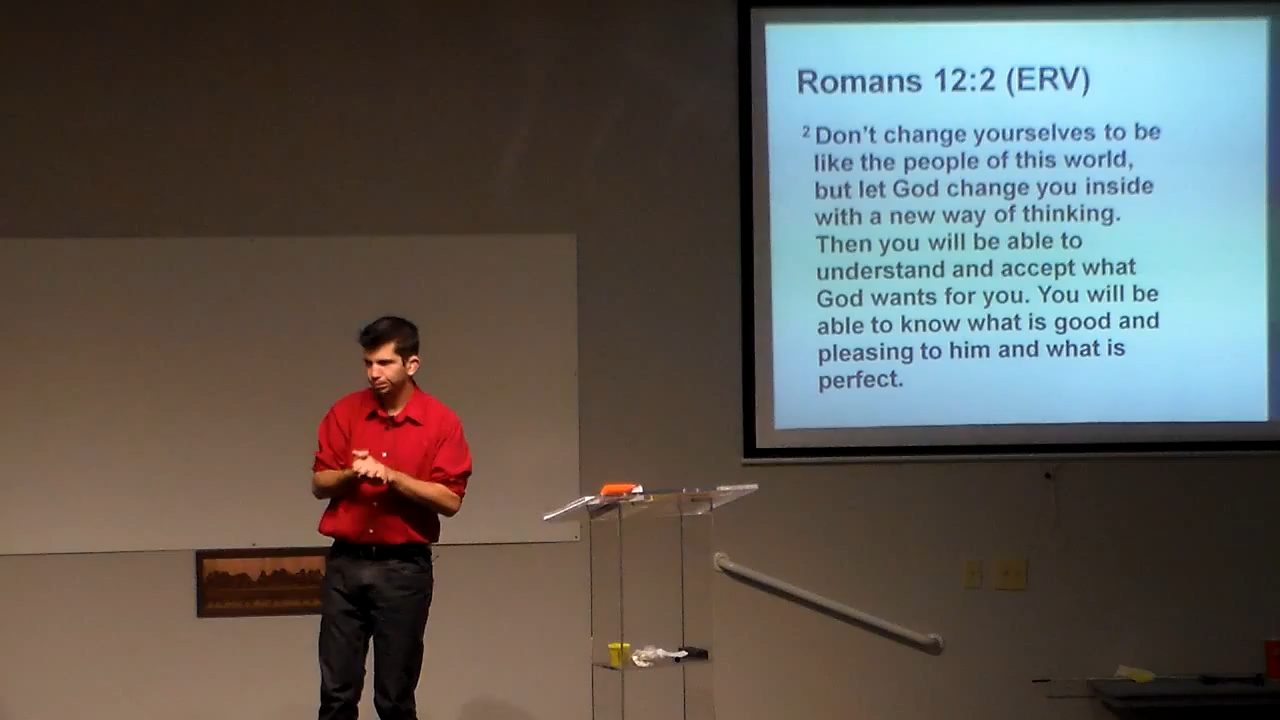 Romans 12:2 (ERV)
2 Don't change yourselves to be
like the people of this world,
but let God change you inside
with a new way of thinking.
Then you will be able to
understand and accept what
God wants for you. You will be
able to know what is good and
pleasing to him and what is
perfect.